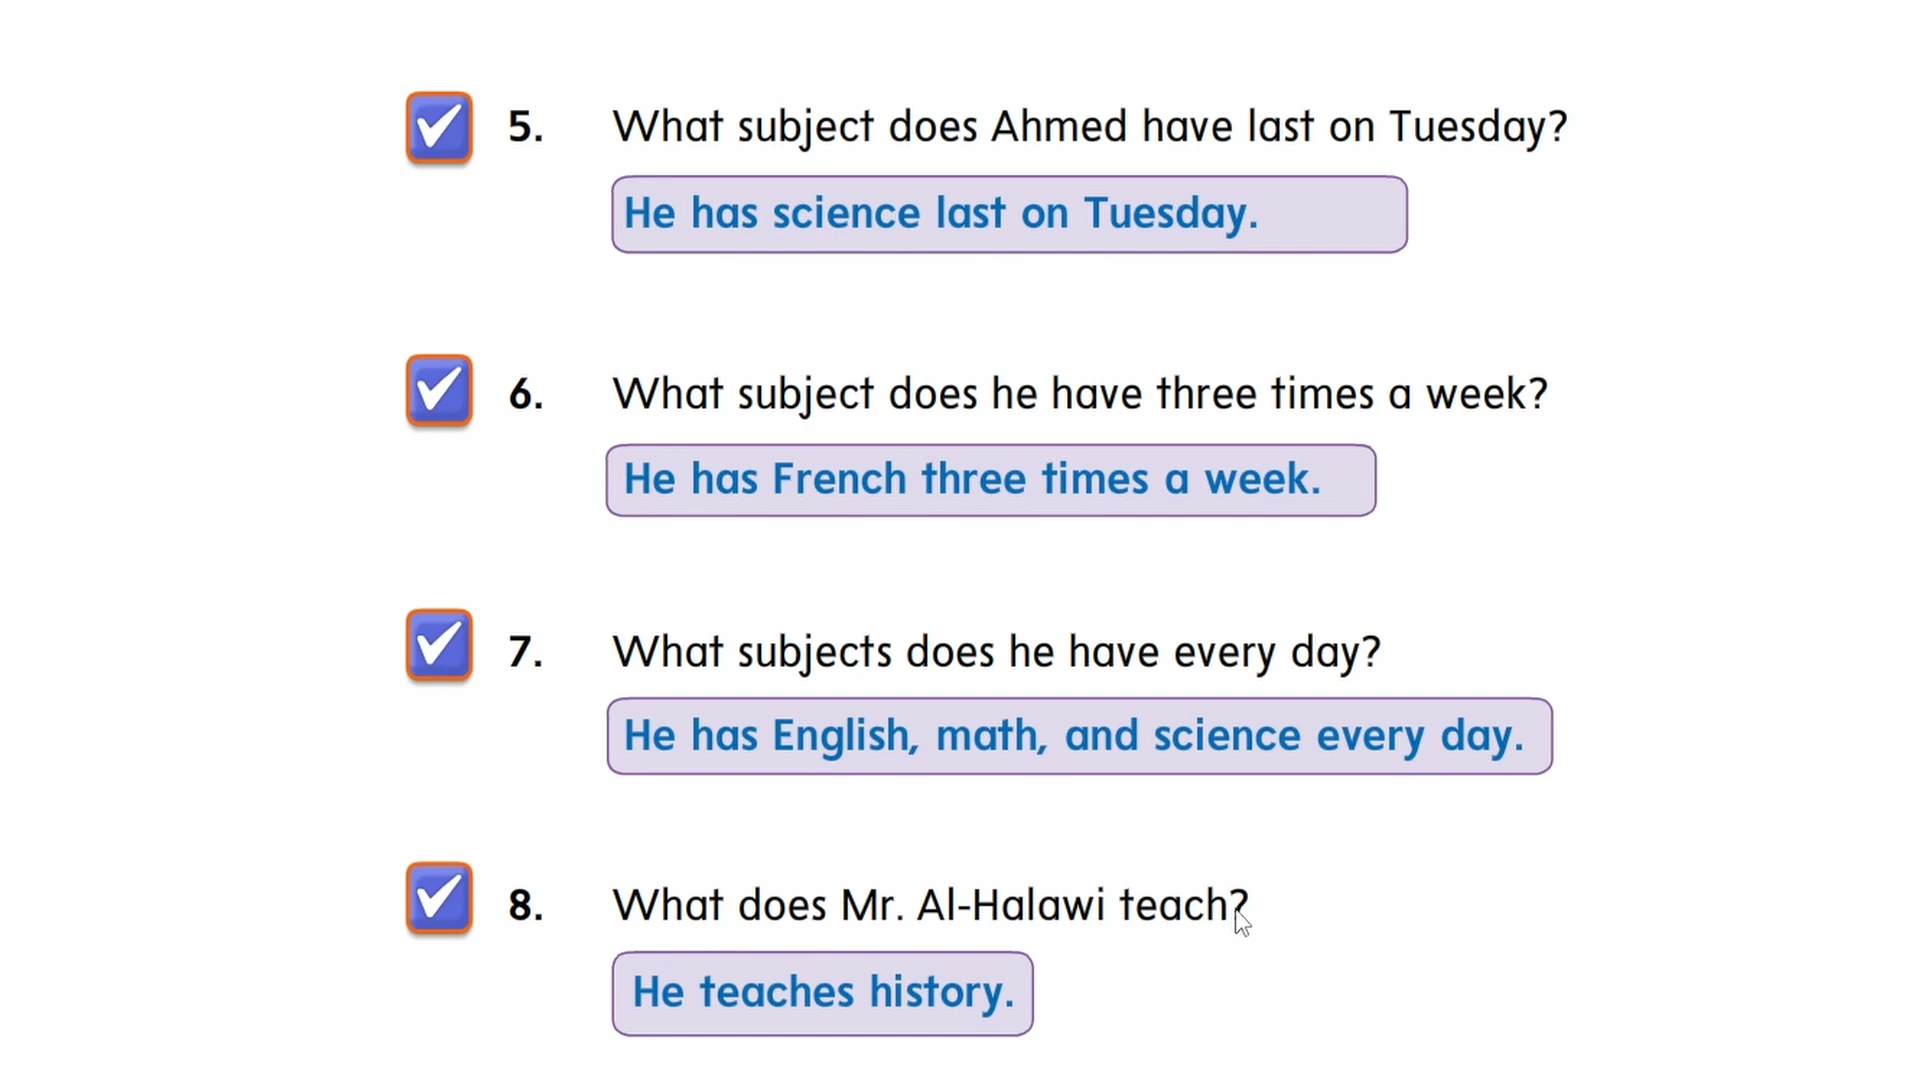 5. What subject does Ahmed have last on Tuesday?
He has science last on Tuesday.
6. What subject does he have three times a week?
He has French three times a week.
7. What subjects does he have every day?
He has English, math, and science every day.
8. What does Mr. Al-Halawi teach?
He teaches history.